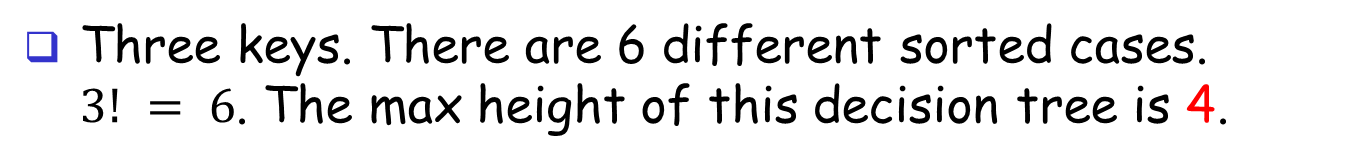 ❑ Three keys. There are 6 different sorted cases.
3! = 6. The max height of this decision tree is 4.